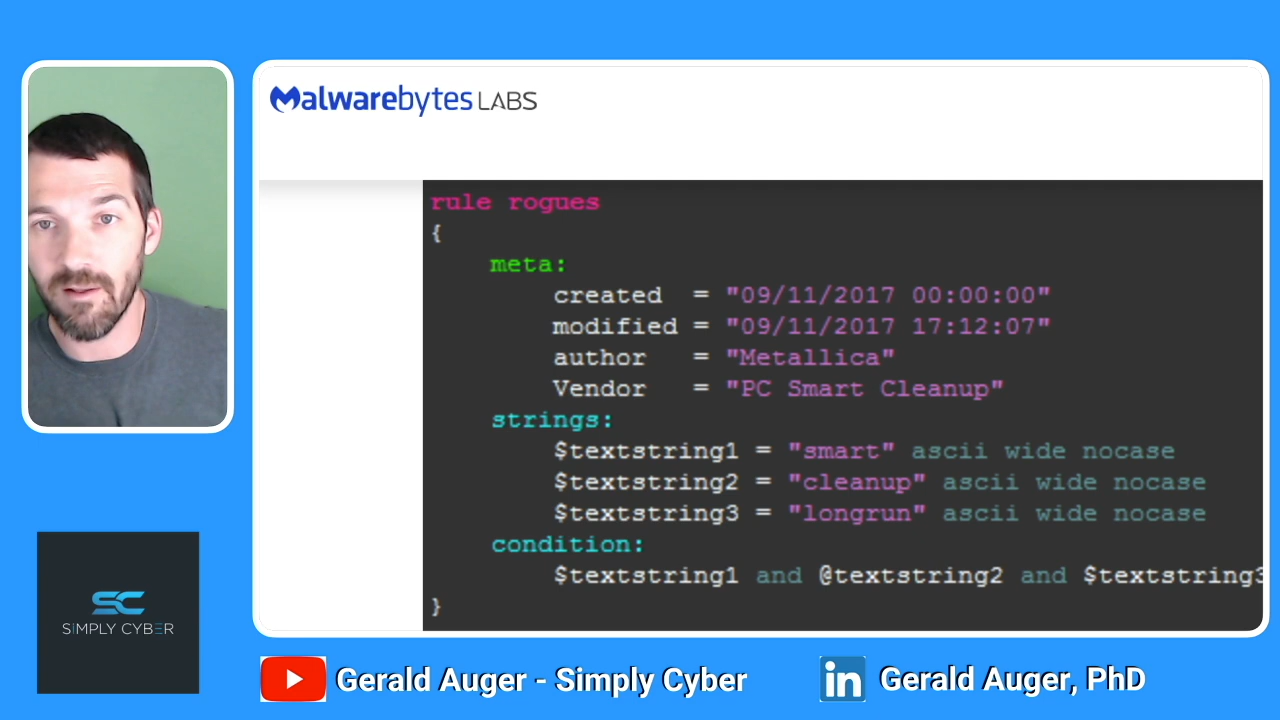 Malwarebytes LABS
rule rogues
{
meta:
created = "09/11/2017 00:00:00"
modified = "09/11/2017 17:12:07"
author = "Metallica"
Vendor = "PC Smart Cleanup"
strings:
$textstring1 = "smart" ascii wide nocase
$textstring2 = "cleanup" ascii wide nocase
$textstring3 = "longrun" ascii wide nocase
condition:
$textstring1 and @textstring2 and $textstring3
}
SC
SIMPLY CYBER
Gerald Auger - Simply Cyber
in Gerald Auger, PhD